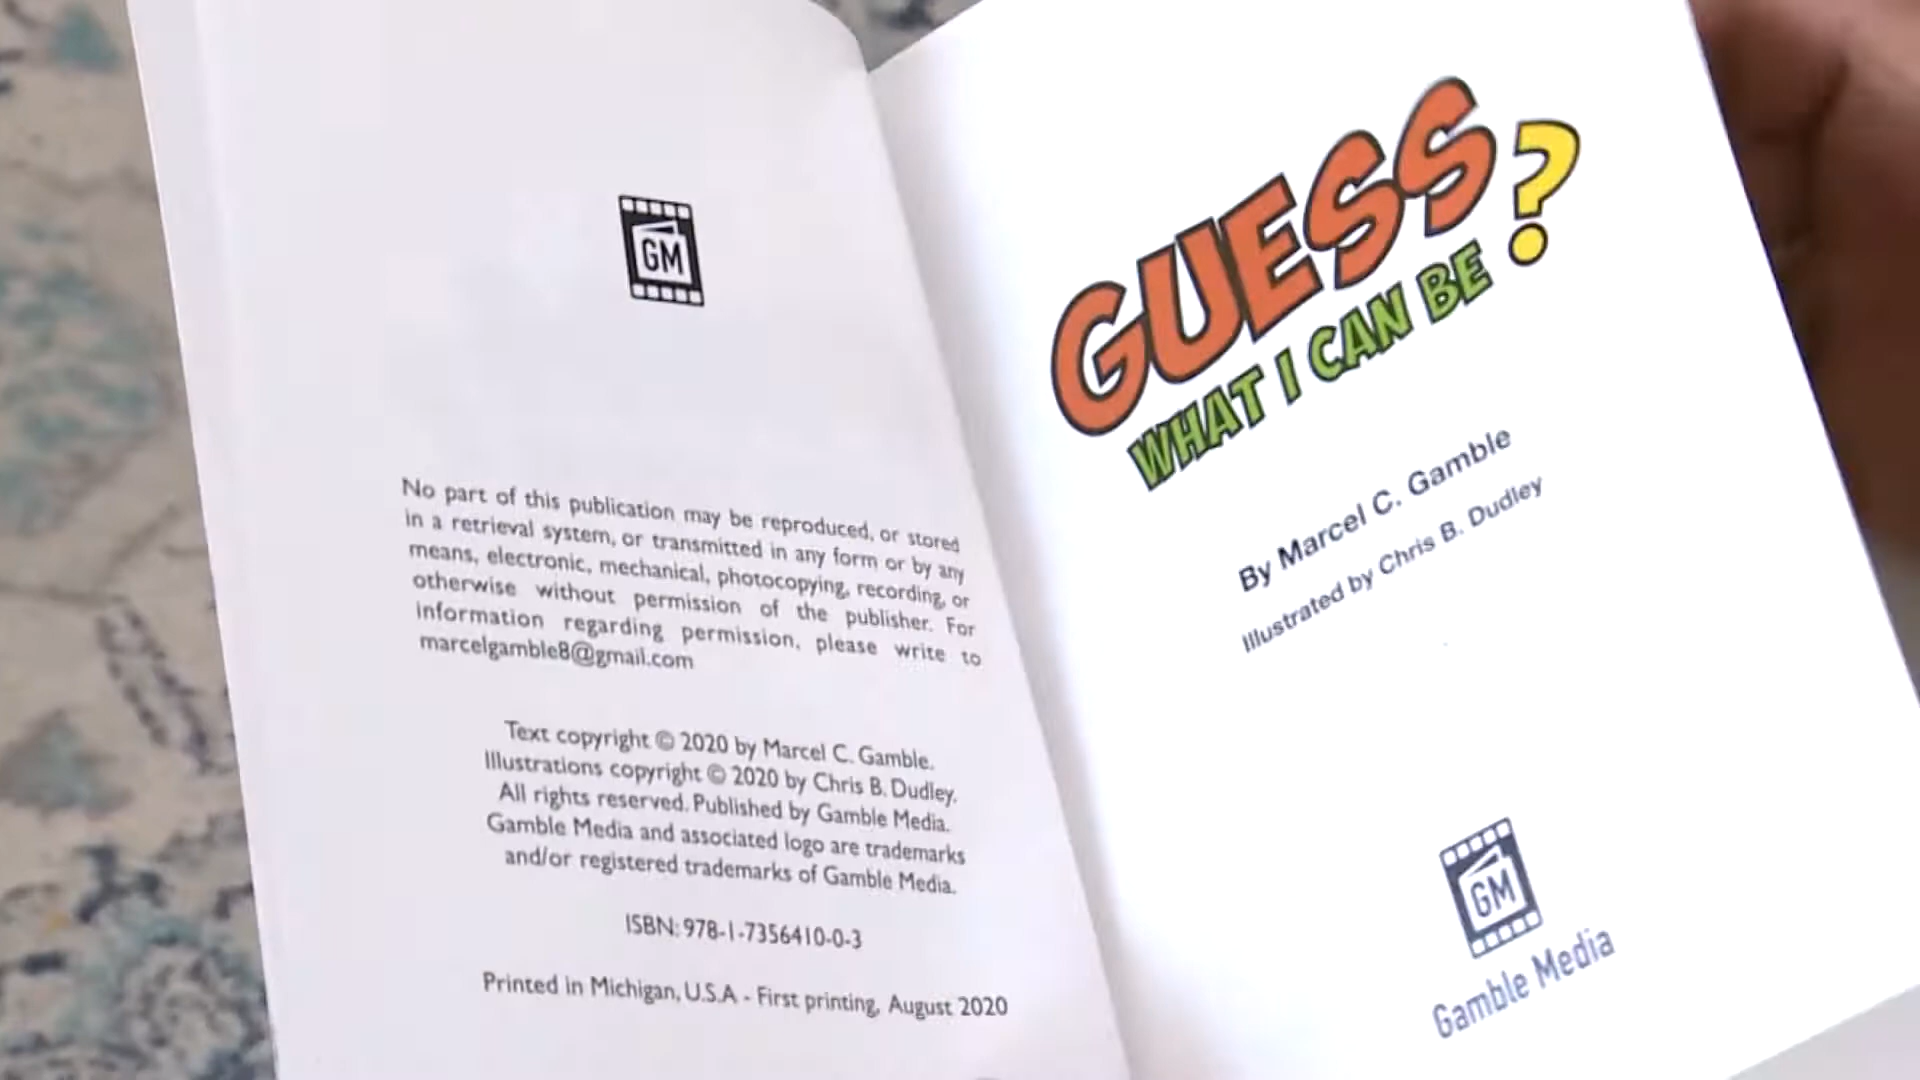 GM
No part of this publication may be reproduced, or stored
in a retrieval system, or transmitted in any form or by any
means, electronic, mechanical, photocopying, recording, or
otherwise without permission of the publisher. For
information regarding permission, please write to
marcelgamble8@gmail.com
Text copyright © 2020 by Marcel C. Gamble.
Illustrations copyright © 2020 by Chris B. Dudley.
All rights reserved. Published by Gamble Media.
Gamble Media and associated logo are trademarks
and/or registered trademarks of Gamble Media.
ISBN: 978-1-7356410-0-3
Printed in Michigan, U.S.A - First printing, August 2020
GUESS
WHAT I CAN BE?
By Marcel C. Gamble
Illustrated by Chris B. Dudley
GM
Gamble Media